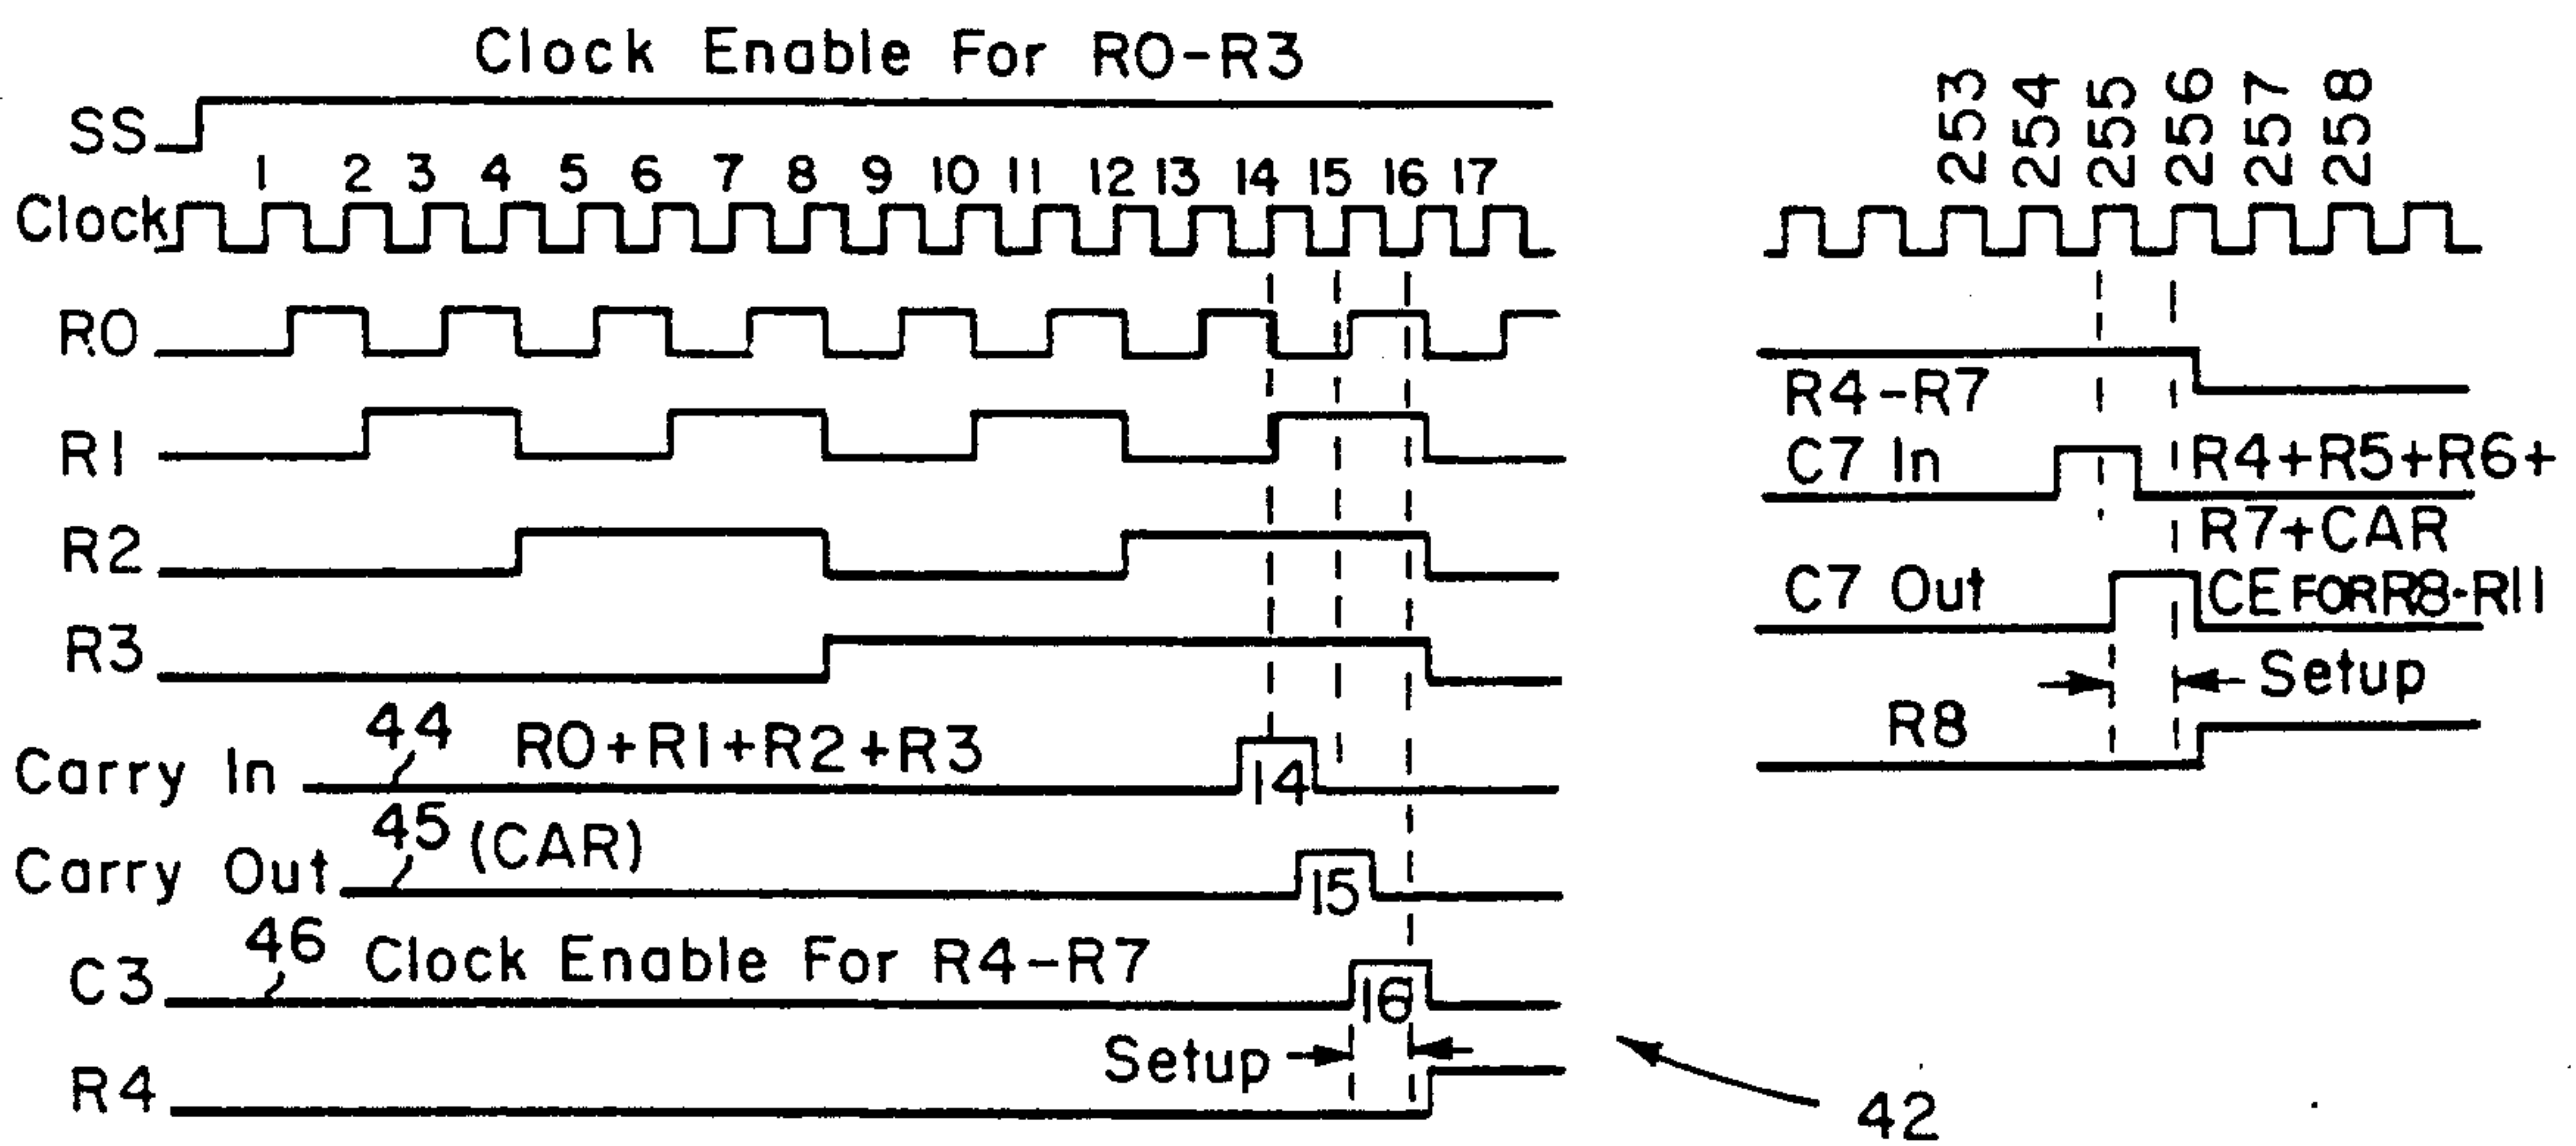 Clock Enable For R0-R3
SS
1 2 3 4 5 6 7 8 9 10 11 12 13 14 15 16 17
Clock
R0
R1
R2
R3
44
R0+R1+R2+R3
Carry In
14
45
(CAR)
Carry Out
15
46
Clock Enable For R4-R7
C3
16
Setup
R4
253
254
255
256
257
258
R4-R7
C7 In
R4+R5+R6+
R7+CAR
C7 Out
CE FOR R8-R11
Setup
R8
42